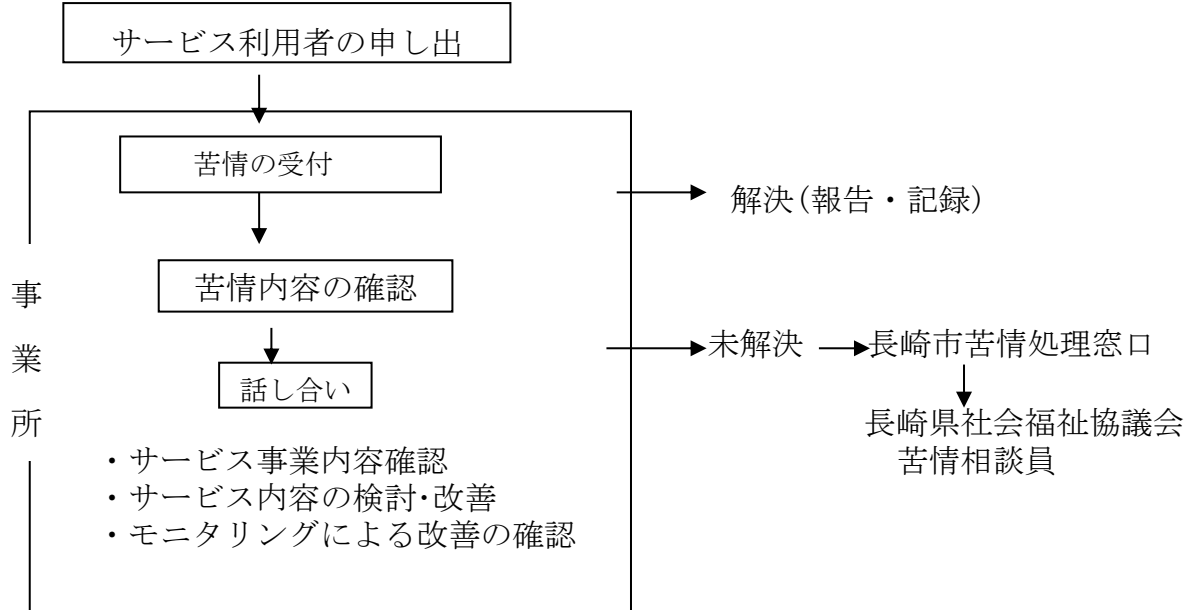 サービス利用者の申し出
苦情の受付
解決(報告・記録)
苦情内容の確認
事業所
未解決
長崎市苦情処理窓口
話し合い
長崎県社会福祉協議会
苦情相談員
・サービス事業内容確認
・サービス内容の検討･改善
・モニタリングによる改善の確認